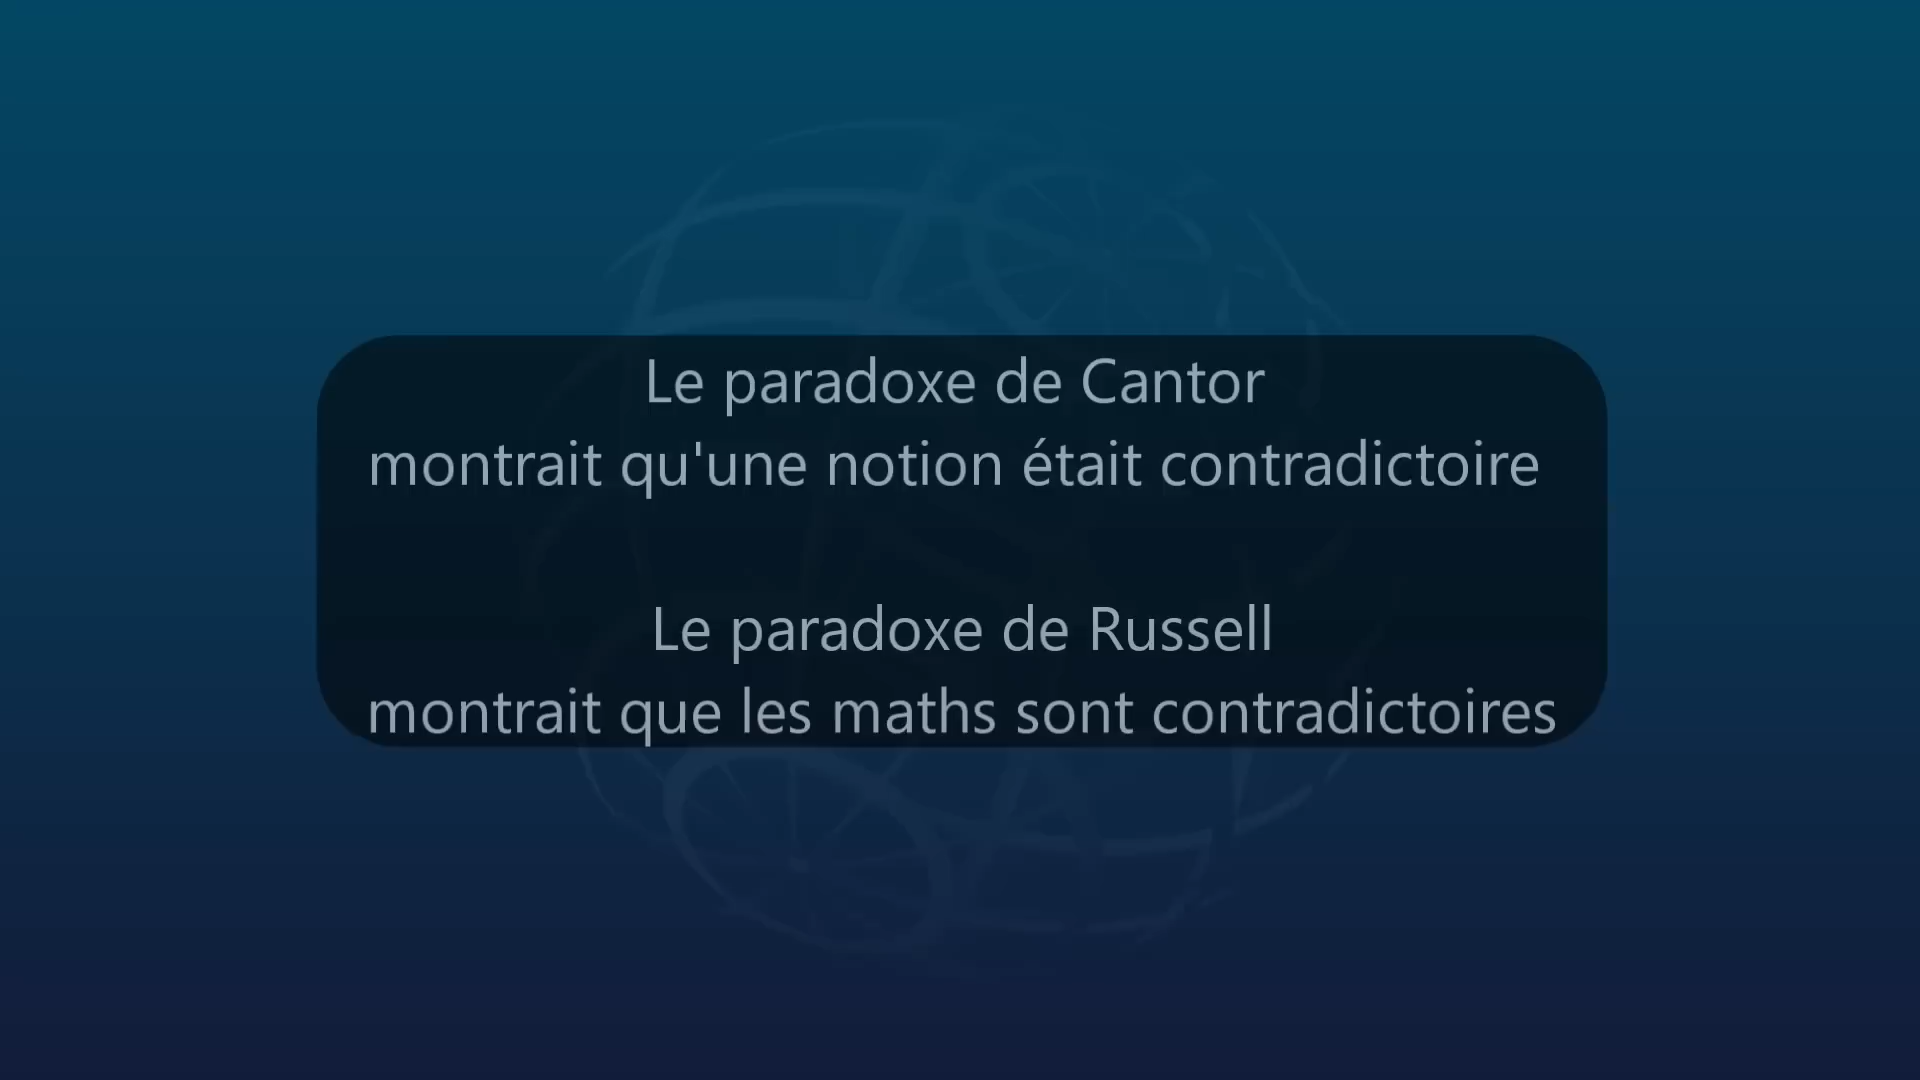 Le paradoxe de Cantor
montrait qu'une notion était contradictoire
Le paradoxe de Russell
montrait que les maths sont contradictoires